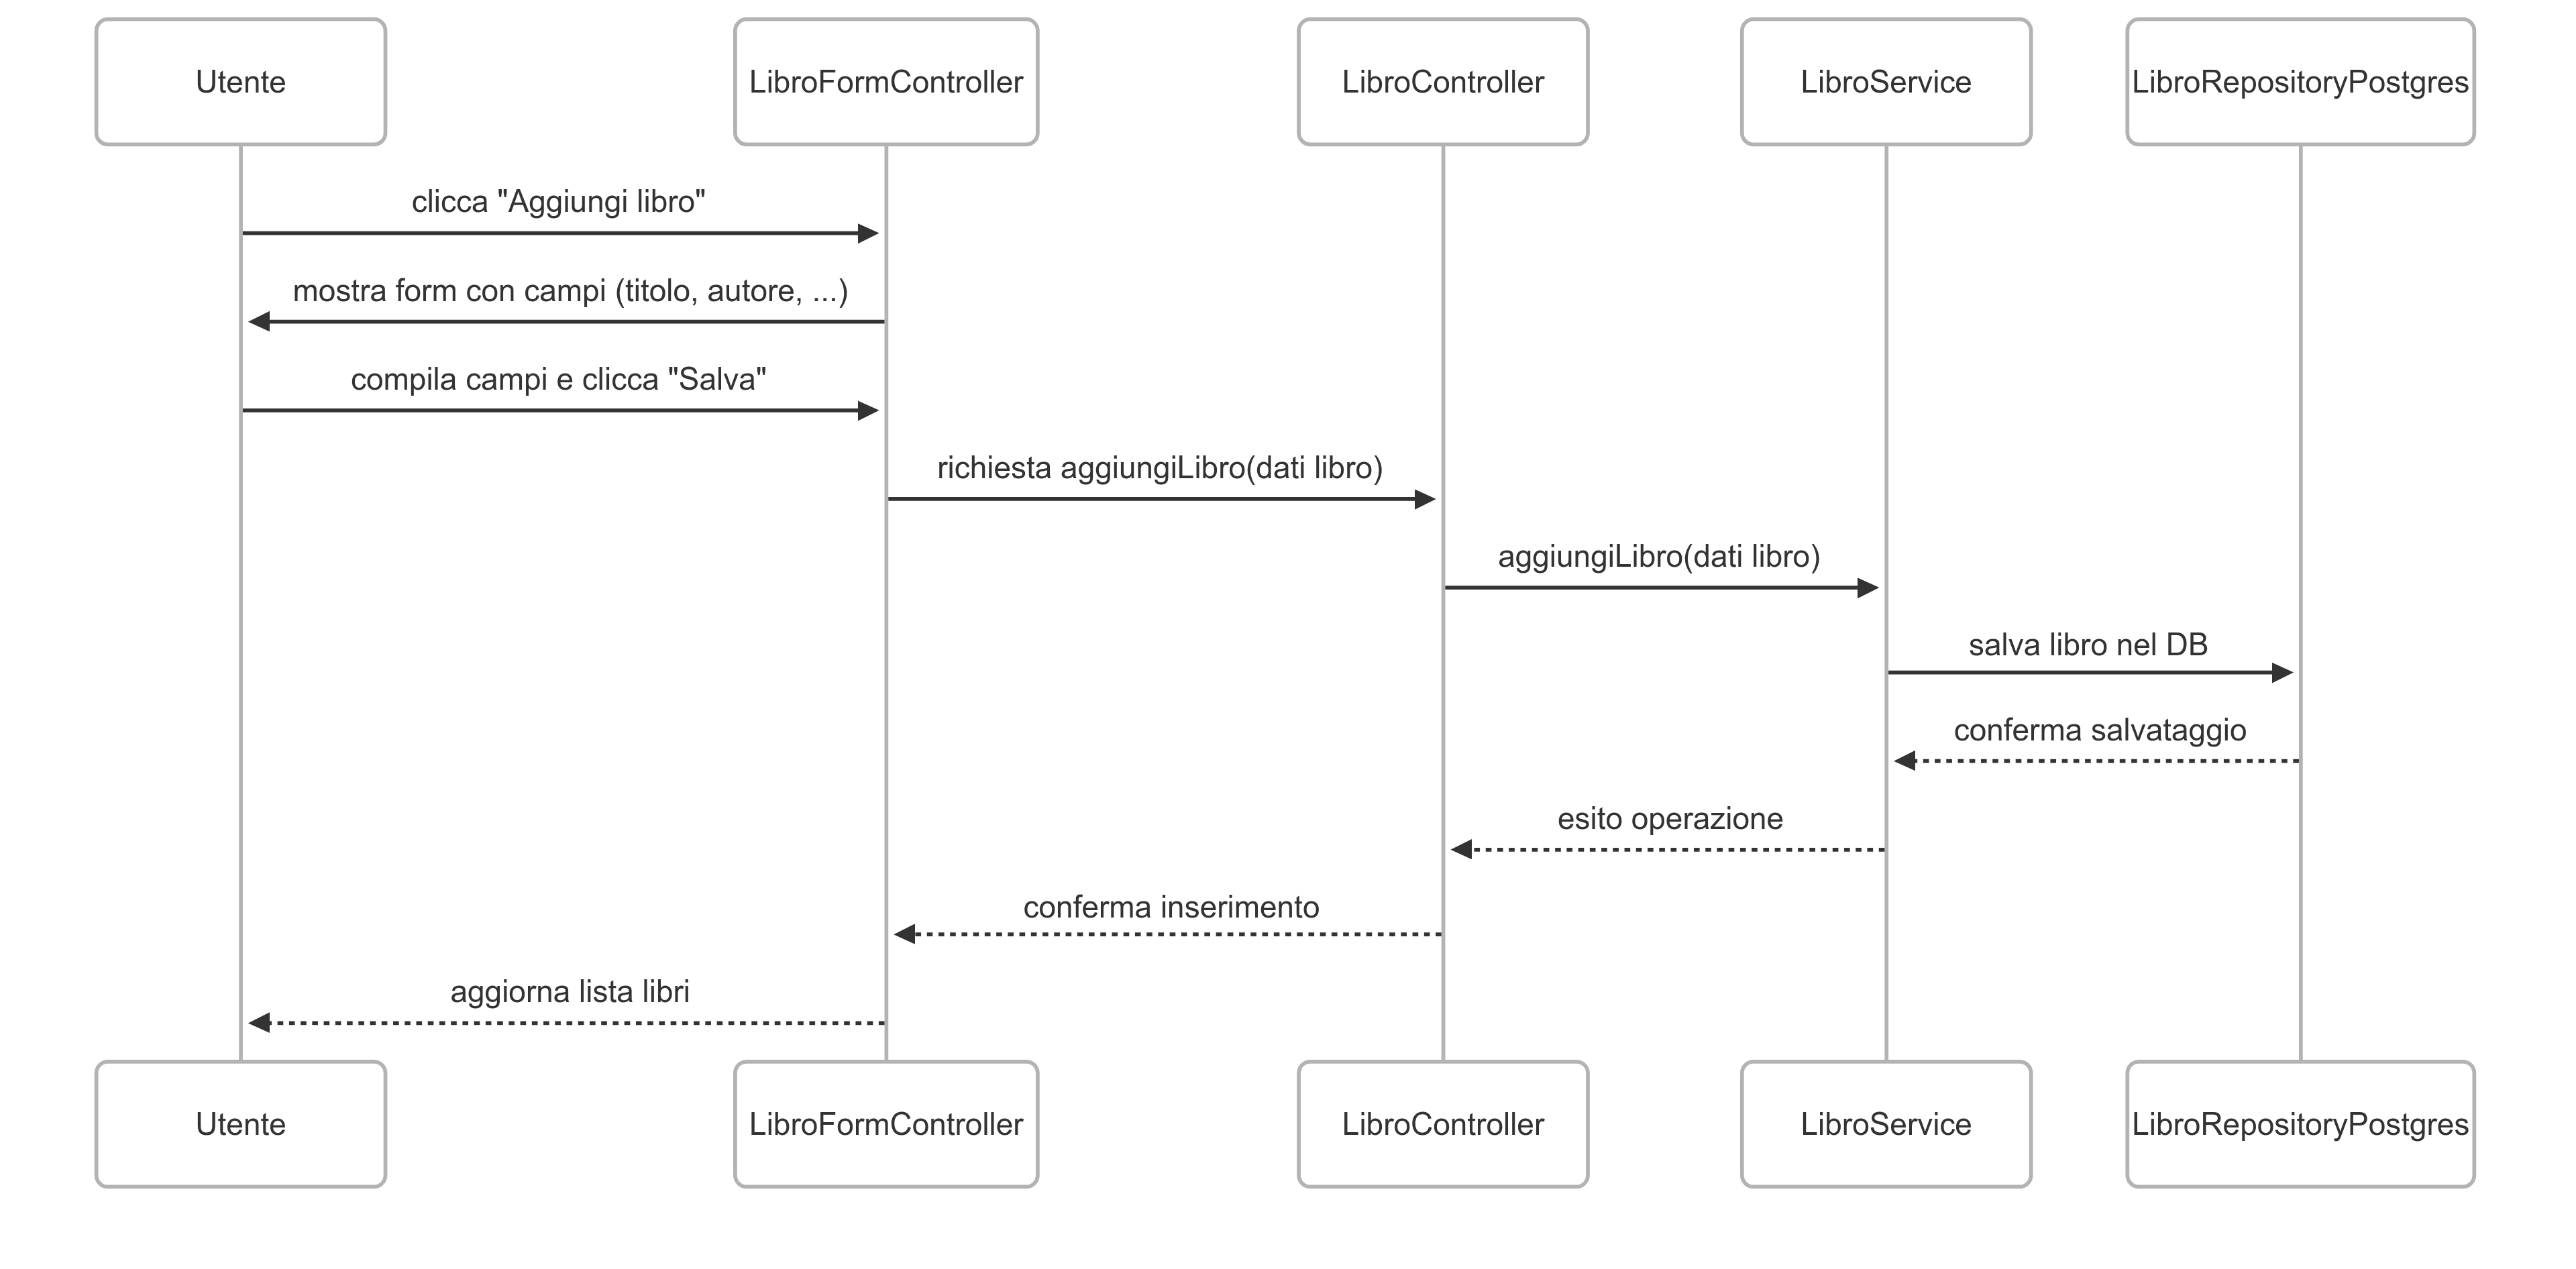 Utente
LibroFormController
LibroController
LibroService
LibroRepositoryPostgres
clicca "Aggiungi libro"
mostra form con campi (titolo, autore, ...)
compila campi e clicca "Salva"
richiesta aggiungiLibro(dati libro)
aggiungiLibro(dati libro)
salva libro nel DB
conferma salvataggio
esito operazione
conferma inserimento
aggiorna lista libri
Utente
LibroFormController
LibroController
LibroService
LibroRepositoryPostgres